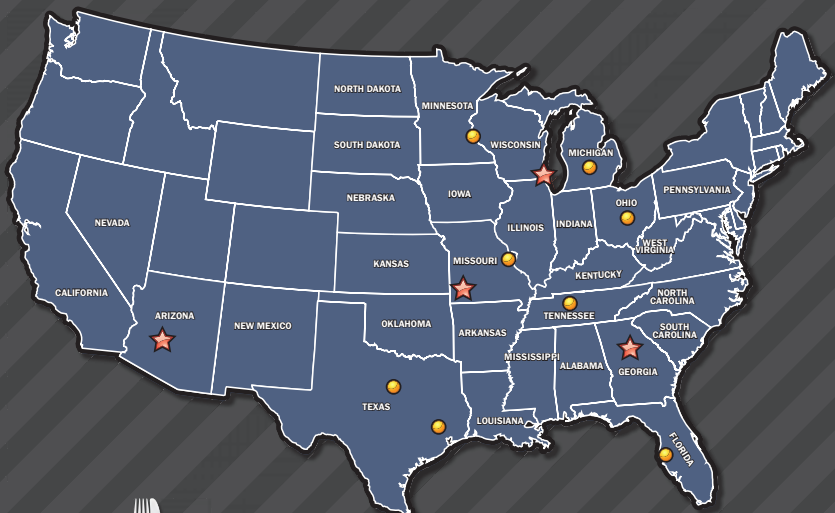 NORTH DAKOTA
MINNESOTA
SOUTH DAKOTA
WISCONSIN
MICHIGAN
NEBRASKA
IOWA
PENNSYLVANIA
OHIO
NEVADA
ILLINOIS
INDIANA
WEST
VIRGINIA
KANSAS
MISSOURI
KENTUCKY
CALIFORNIA
NORTH
CAROLINA
ARIZONA
NEW MEXICO
OKLAHOMA
ARKANSAS
TENNESSEE
SOUTH
CAROLINA
MISSISSIPPI
ALABAMA
GEORGIA
TEXAS
LOUISIANA
FLORIDA